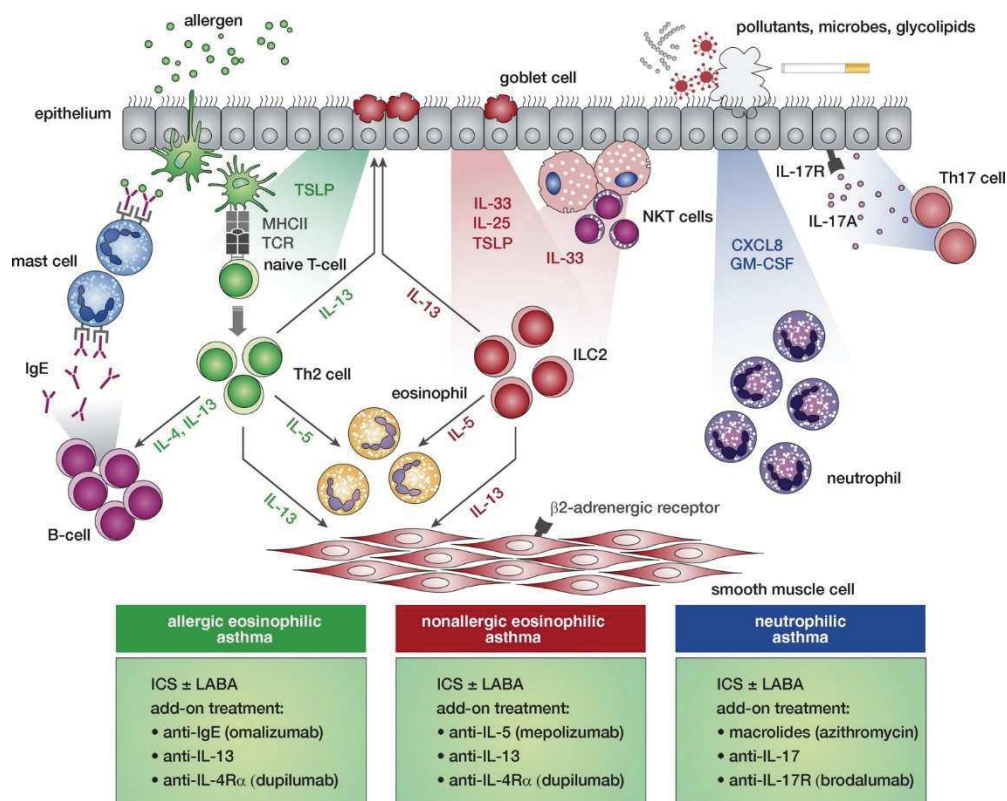 allergen
pollutants, microbes, glycolipids
goblet cell
epithelium
IL-17R
Th17 cell
TSLP
IL-33
IL-25
TSLP
NKT cells
IL-17A
MHCII
TCR
naive T-cell
IL-33
CXCL8
GM-CSF
mast cell
IL-13
IL-13
IgE
Th2 cell
ILC2
eosinophil
IL-4, IL-13
IL-5
IL-5
neutrophil
IL-13
IL-13
B-cell
β2-adrenergic receptor
smooth muscle cell
allergic eosinophilic
asthma
ICS ± LABA
add-on treatment:
• anti-IgE (omalizumab)
• anti-IL-13
• anti-IL-4Rα (dupilumab)
nonallergic eosinophilic
asthma
ICS ± LABA
add-on treatment:
• anti-IL-5 (mepolizumab)
• anti-IL-13
• anti-IL-4Rα (dupilumab)
neutrophilic
asthma
ICS ± LABA
add-on treatment:
• macrolides (azithromycin)
• anti-IL-17
• anti-IL-17R (brodalumab)